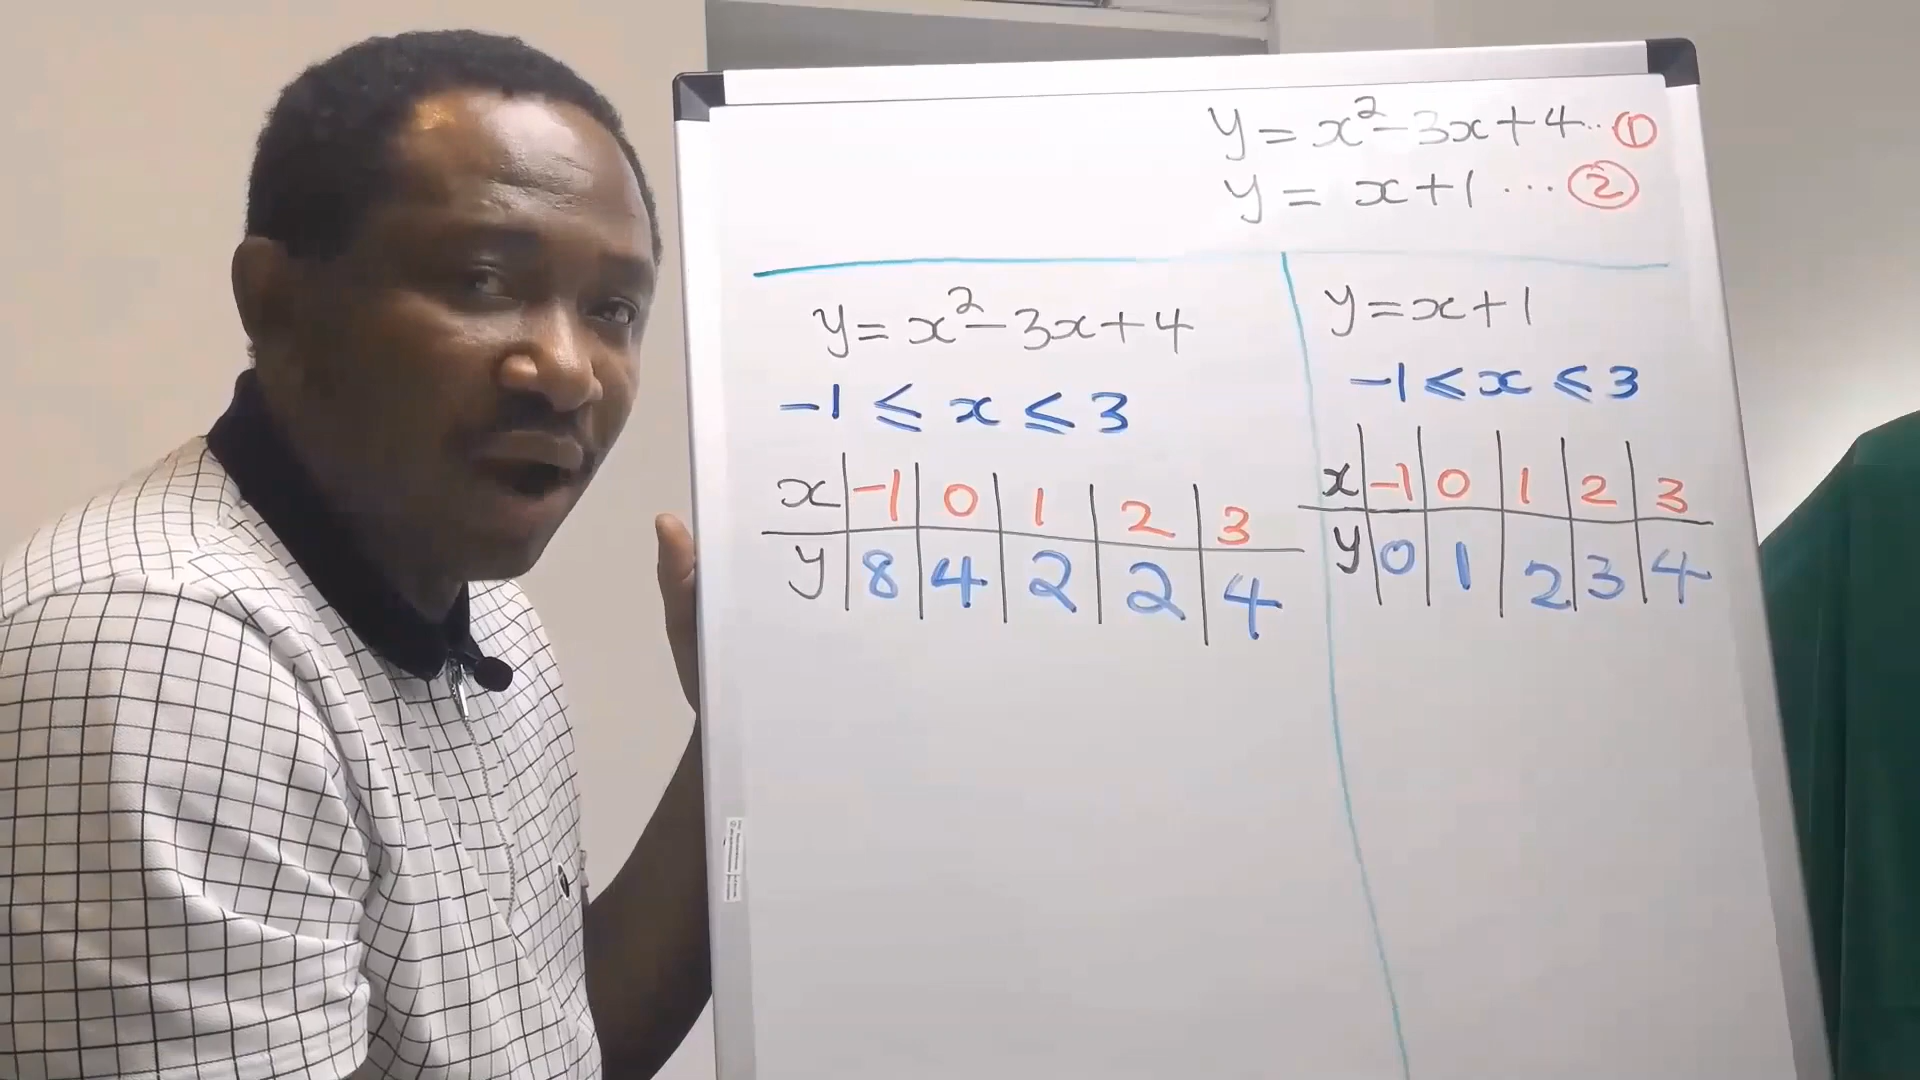 y = x² - 3x + 4 .. ①
y = x + 1 .... ②
y = x² - 3x + 4
-1 ≤ x ≤ 3
x -1 0 1 2 3
y 8 4 2 2 4
y = x + 1
-1 ≤ x ≤ 3
x -1 0 1 2 3
y 0 1 2 3 4